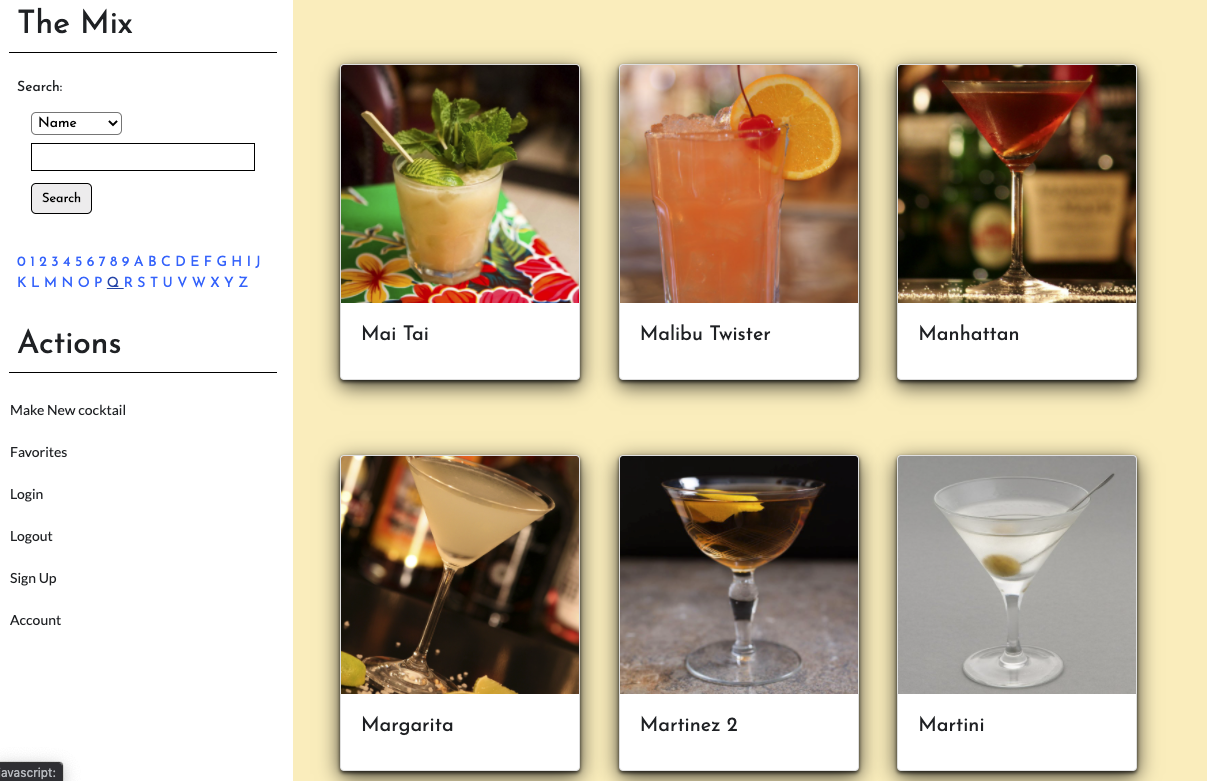 The Mix
Search:
Name
Search
0 1 2 3 4 5 6 7 8 9 A B C D E F G H I J
K L M N O P Q R S T U V W X Y Z
Actions
Make New cocktail
Favorites
Login
Logout
Sign Up
Account
Mai Tai
Malibu Twister
Manhattan
Margarita
Martinez 2
Martini
avascript: